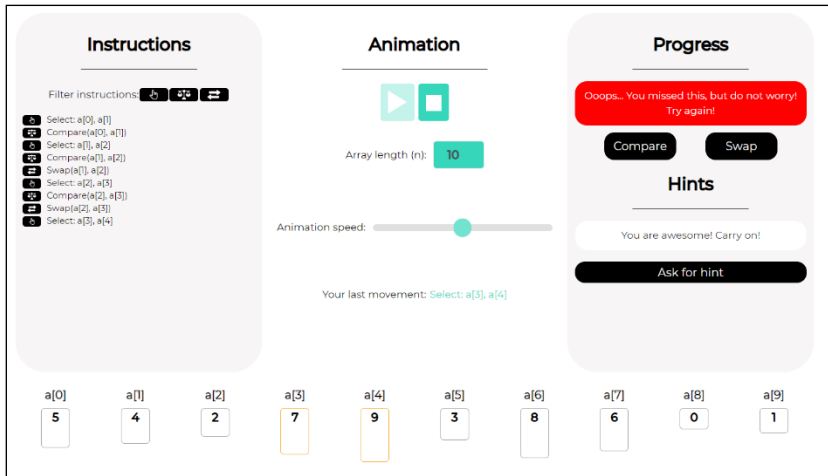 Instructions
Filter instructions:
Select: a[0], a[1]
Compare(a[0], a[1])
Select: a[1], a[2]
Compare(a[1], a[2])
Swap(a[1], a[2])
Select: a[2], a[3]
Compare(a[2], a[3])
Swap(a[2], a[3])
Select: a[3], a[4]
Animation
Array length (n): 10
Animation speed:
Your last movement: Select: a[3], a[4]
Progress
Ooops... You missed this, but do not worry!
Try again!
Compare Swap
Hints
You are awesome! Carry on!
Ask for hint
a[0] a[1] a[2] a[3] a[4] a[5] a[6] a[7] a[8] a[9]
5 4 2 7 9 3 8 6 0 1